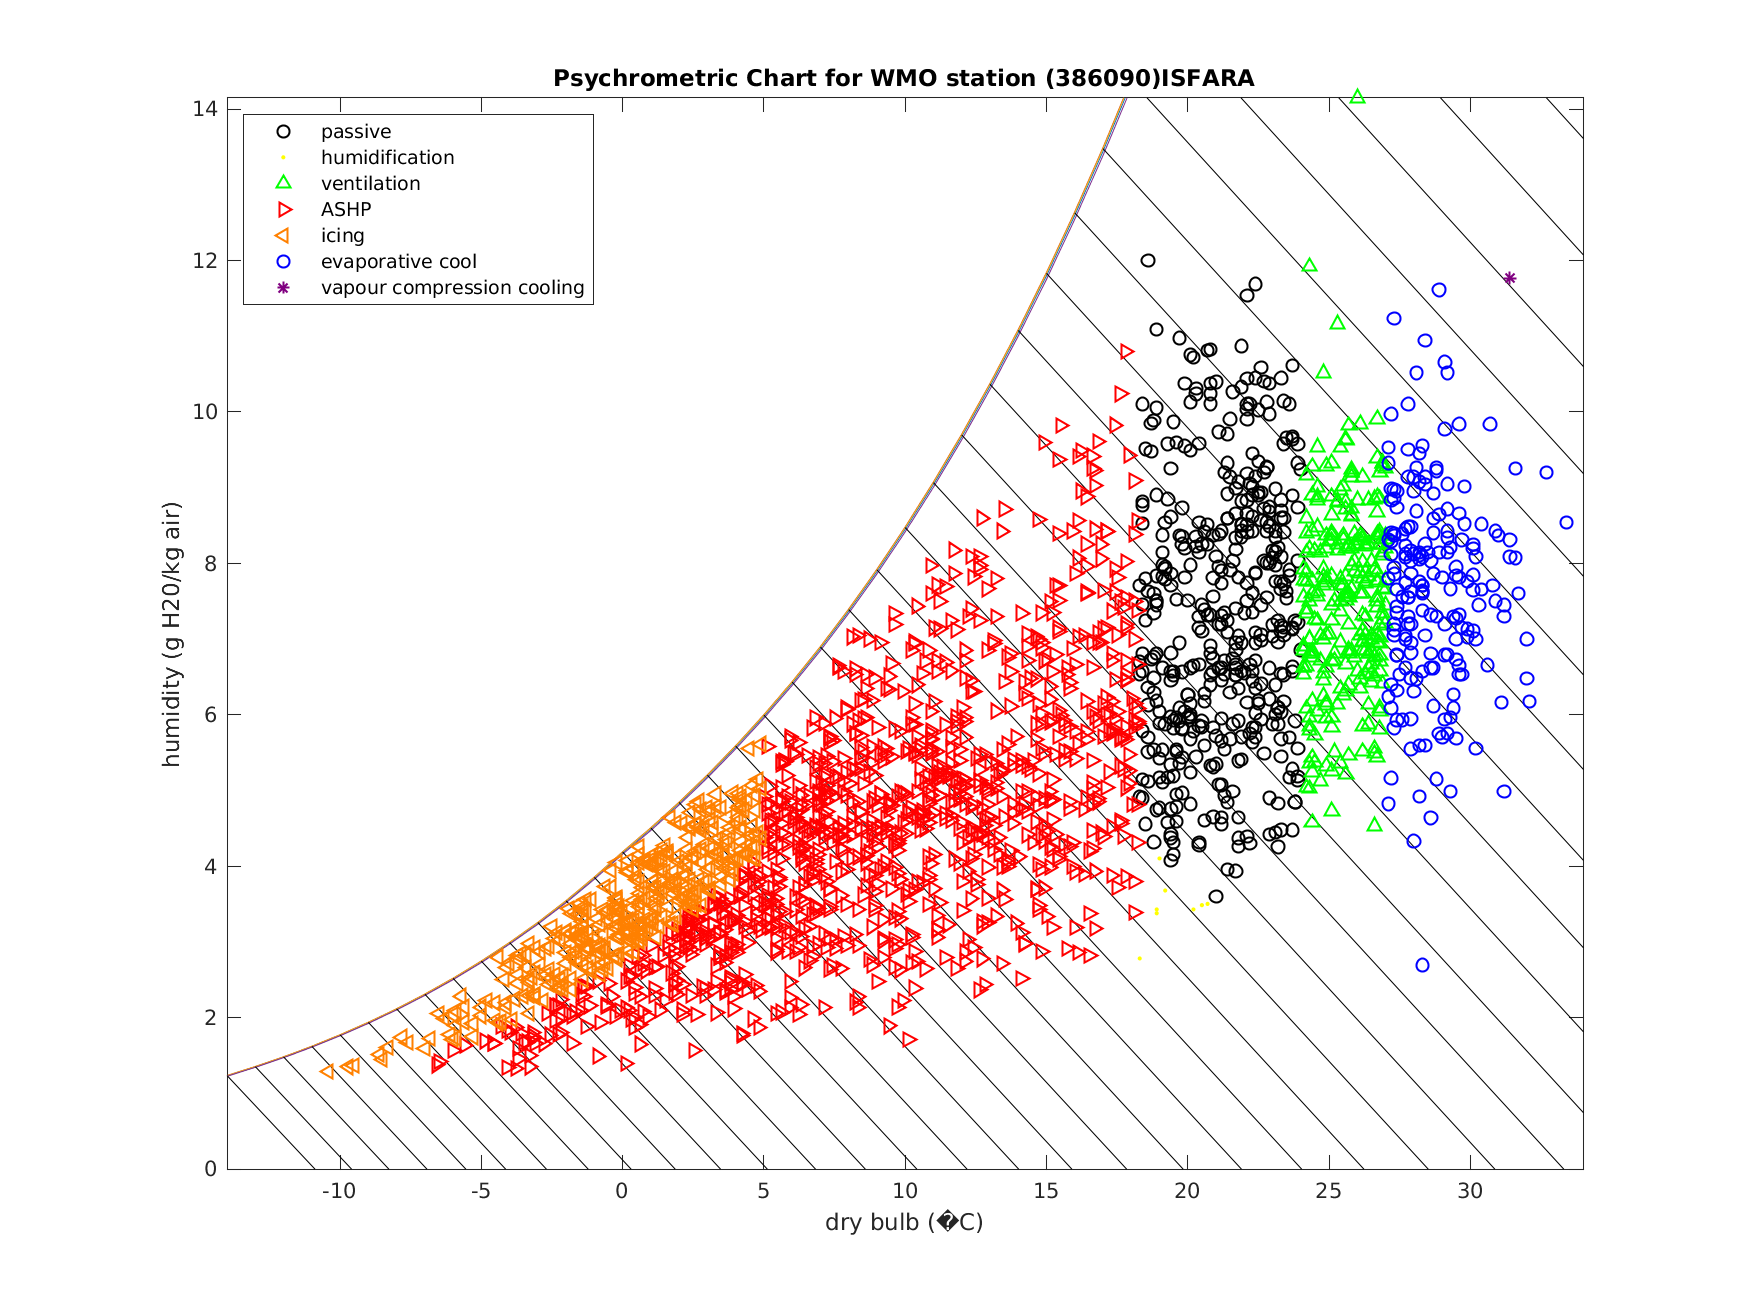 Psychrometric Chart for WMO station (386090)ISFARA
14
12
10
8
6
4
2
0
humidity (g H20/kg air)
passive
humidification
ventilation
ASHP
icing
evaporative cool
vapour compression cooling
-10 -5 0 5 10 15 20 25 30
dry bulb (�C)